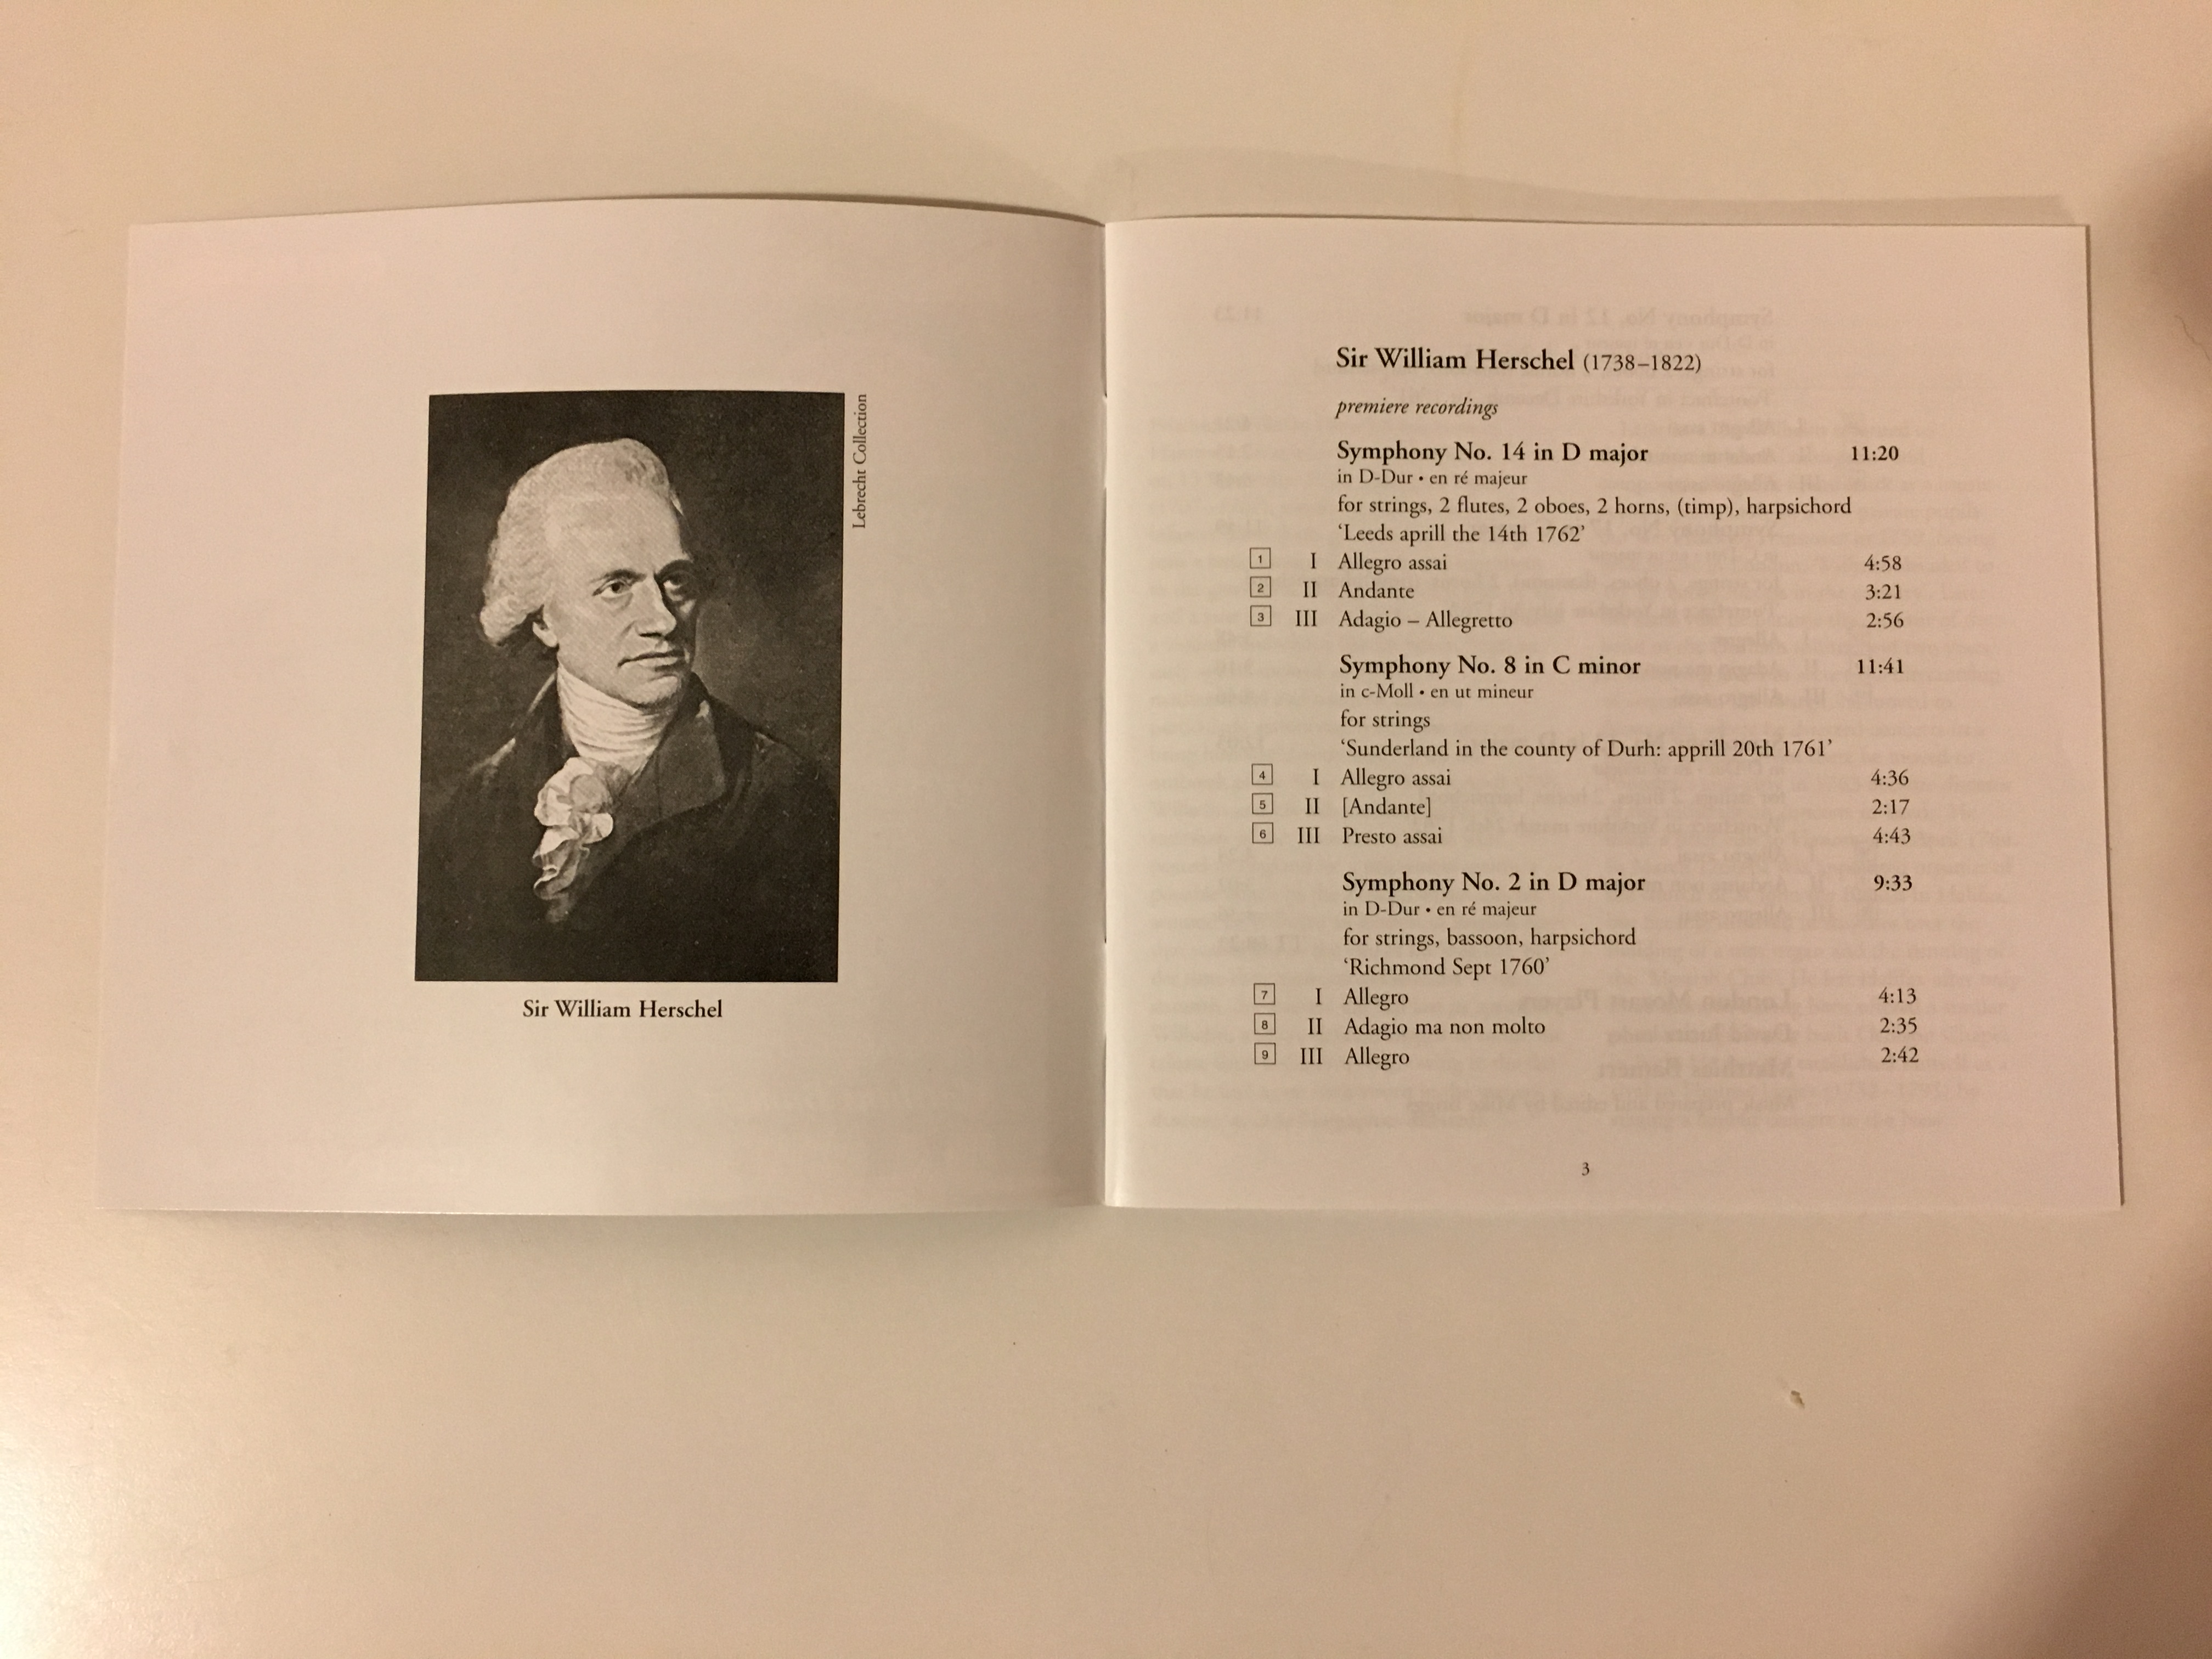 Lebrecht Collection
Sir William Herschel
Sir William Herschel (1738–1822)
premiere recordings
Symphony No. 14 in D major 11:20
in D-Dur • en ré majeur
for strings, 2 flutes, 2 oboes, 2 horns, (timp), harpsichord
‘Leeds aprill the 14th 1762’
1 I Allegro assai 4:58
2 II Andante 3:21
3 III Adagio – Allegretto 2:56
Symphony No. 8 in C minor 11:41
in c-Moll • en ut mineur
for strings
‘Sunderland in the county of Durh: apprill 20th 1761’
4 I Allegro assai 4:36
5 II [Andante] 2:17
6 III Presto assai 4:43
Symphony No. 2 in D major 9:33
in D-Dur • en ré majeur
for strings, bassoon, harpsichord
‘Richmond Sept 1760’
7 I Allegro 4:13
8 II Adagio ma non molto 2:35
9 III Allegro 2:42
3